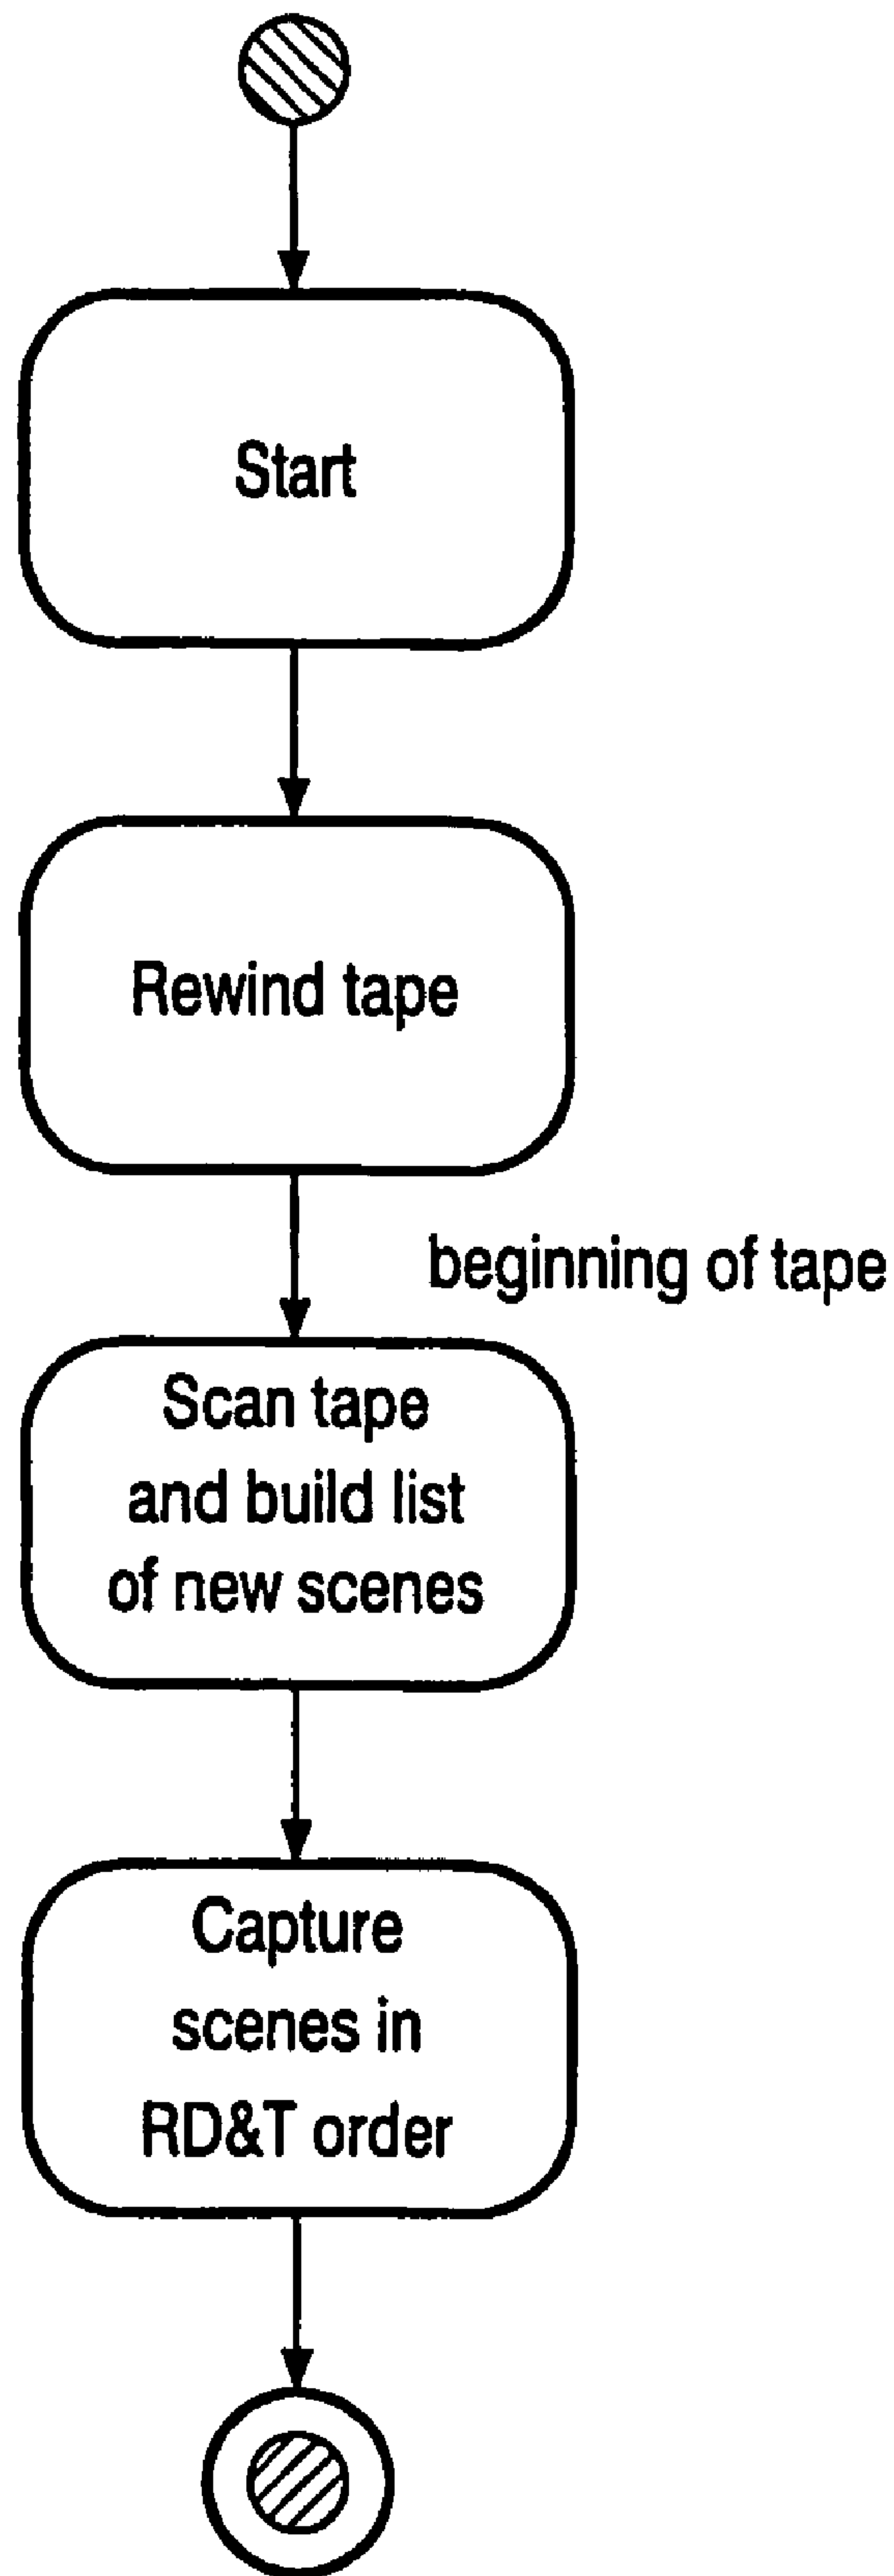 Start
Rewind tape
beginning of tape
Scan tape
and build list
of new scenes
Capture
scenes in
RD&T order